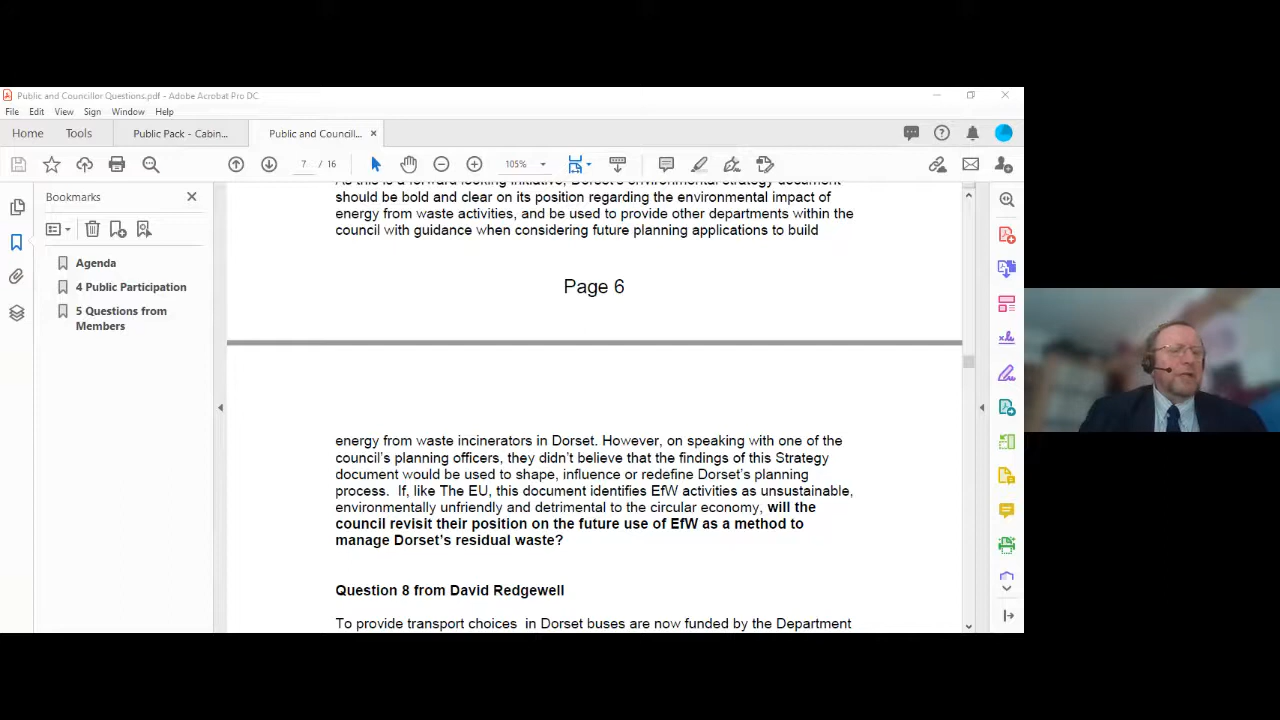 Public and Councillor Questions.pdf - Adobe Acrobat Pro DC
File Edit View Sign Window Help
Home Tools Public Pack - Cabin... Public and Councill... ×
7 / 16 105%
Bookmarks
Agenda
4 Public Participation
5 Questions from
Members
As this is a forward looking initiative, Dorset's environmental strategy document
should be bold and clear on its position regarding the environmental impact of
energy from waste activities, and be used to provide other departments within the
council with guidance when considering future planning applications to build
Page 6
energy from waste incinerators in Dorset. However, on speaking with one of the
council's planning officers, they didn't believe that the findings of this Strategy
document would be used to shape, influence or redefine Dorset's planning
process. If, like The EU, this document identifies EfW activities as unsustainable,
environmentally unfriendly and detrimental to the circular economy, will the
council revisit their position on the future use of EfW as a method to
manage Dorset's residual waste?
Question 8 from David Redgewell
To provide transport choices in Dorset buses are now funded by the Department